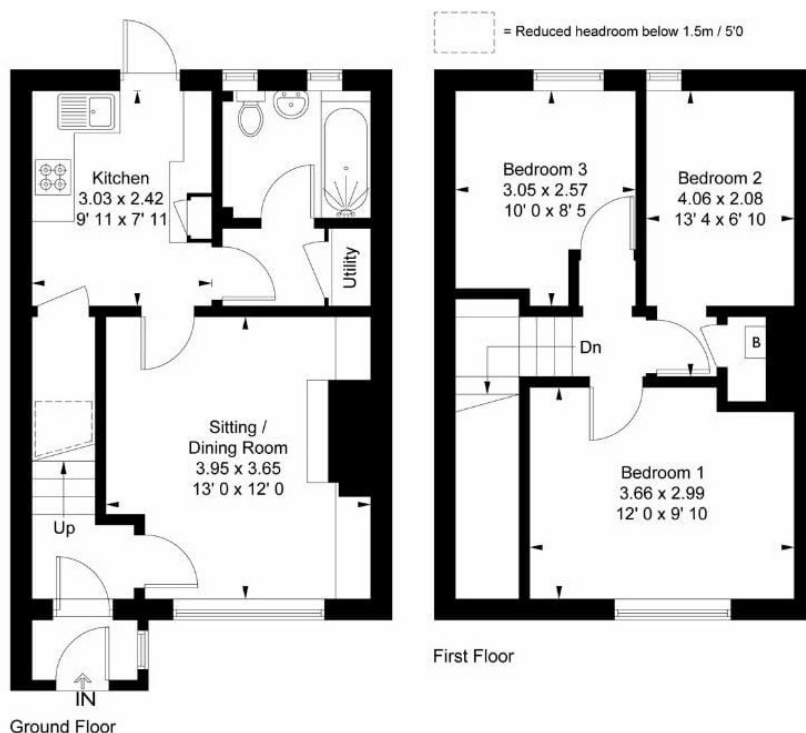 = Reduced headroom below 1.5m / 5'0
Kitchen
3.03 x 2.42
9' 11 x 7' 11
Utility
Sitting /
Dining Room
3.95 x 3.65
13' 0 x 12' 0
Up
IN
Ground Floor
Bedroom 3
3.05 x 2.57
10' 0 x 8' 5
Bedroom 2
4.06 x 2.08
13' 4 x 6' 10
Dn
B
Bedroom 1
3.66 x 2.99
12' 0 x 9' 10
First Floor